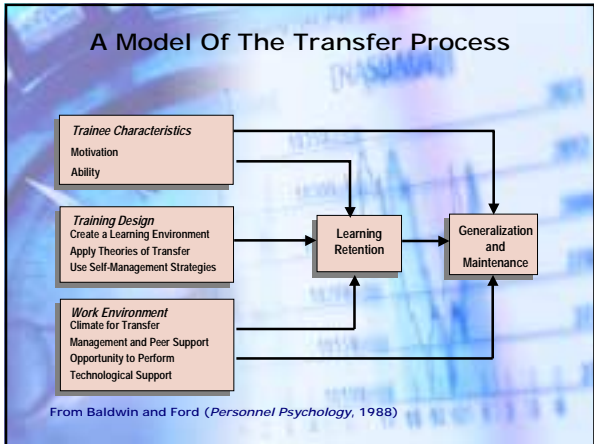 A Model Of The Transfer Process
Trainee Characteristics
Motivation
Ability
Training Design
Create a Learning Environment
Apply Theories of Transfer
Use Self-Management Strategies
Learning
Retention
Generalization
and
Maintenance
Work Environment
Climate for Transfer
Management and Peer Support
Opportunity to Perform
Technological Support
From Baldwin and Ford (Personnel Psychology, 1988)